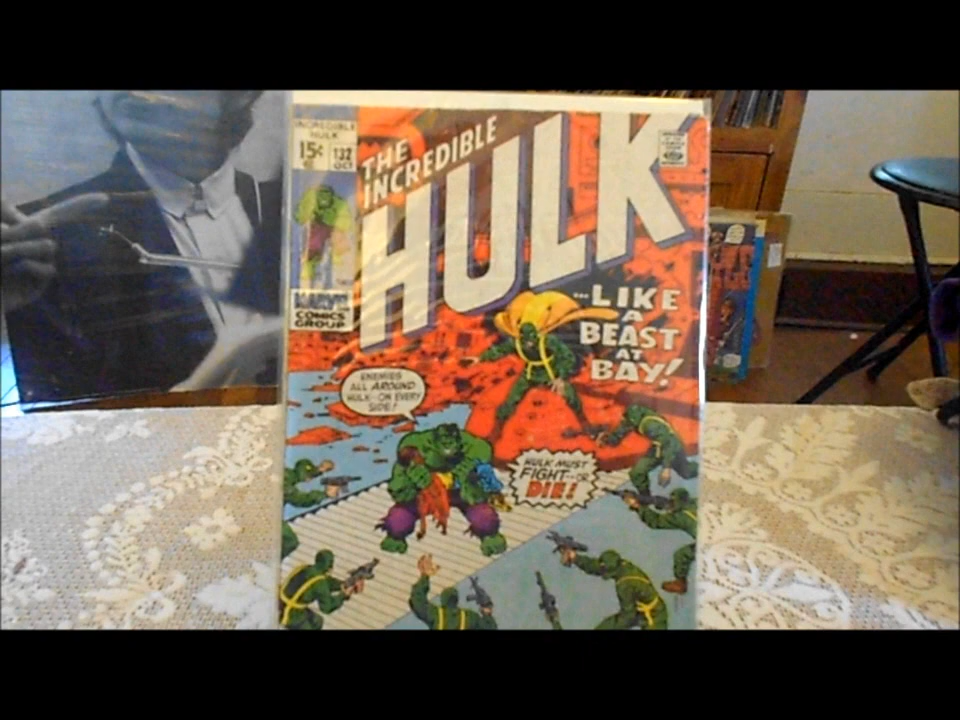 INCREDIBLE
HULK
15¢ 132
OCT
MARVEL
COMICS
GROUP
THE
INCREDIBLE
HULK
...LIKE
A
BEAST
AT
BAY!
ENEMIES
ALL AROUND
HULK--ON EVERY
SIDE!
HULK MUST
FIGHT--OR
DIE!